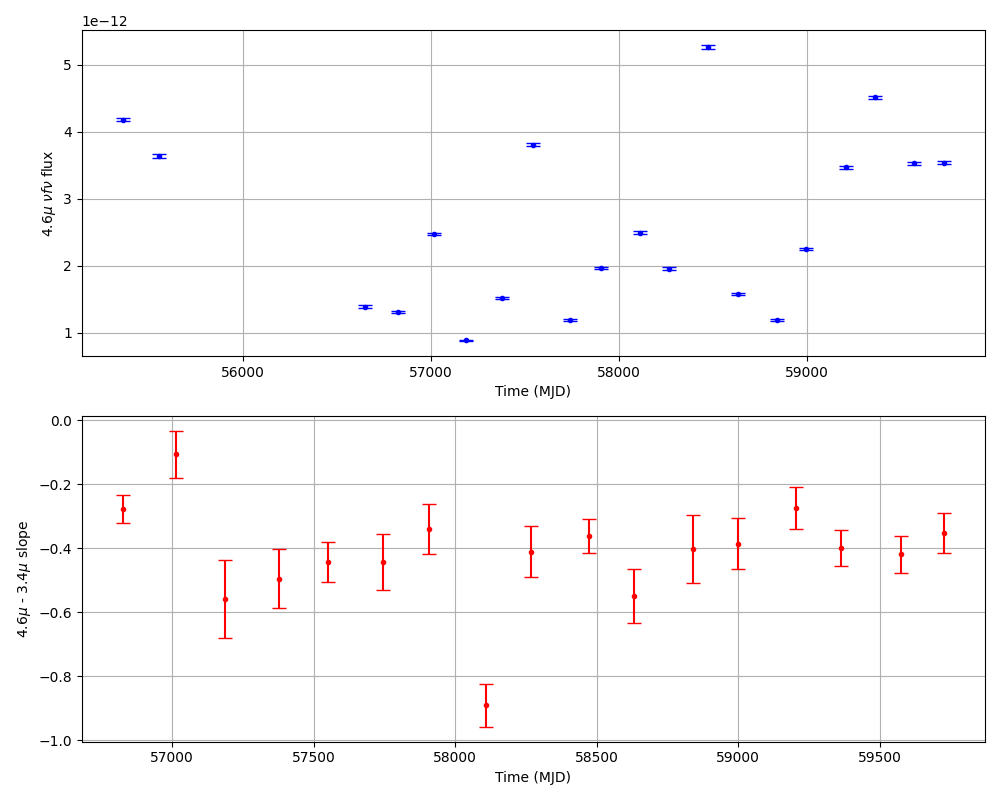 1e−12
5
4
3
2
1
4.6μ νfν flux
56000 57000 58000 59000
Time (MJD)
0.0
−0.2
−0.4
−0.6
−0.8
−1.0
4.6μ - 3.4μ slope
57000 57500 58000 58500 59000 59500
Time (MJD)